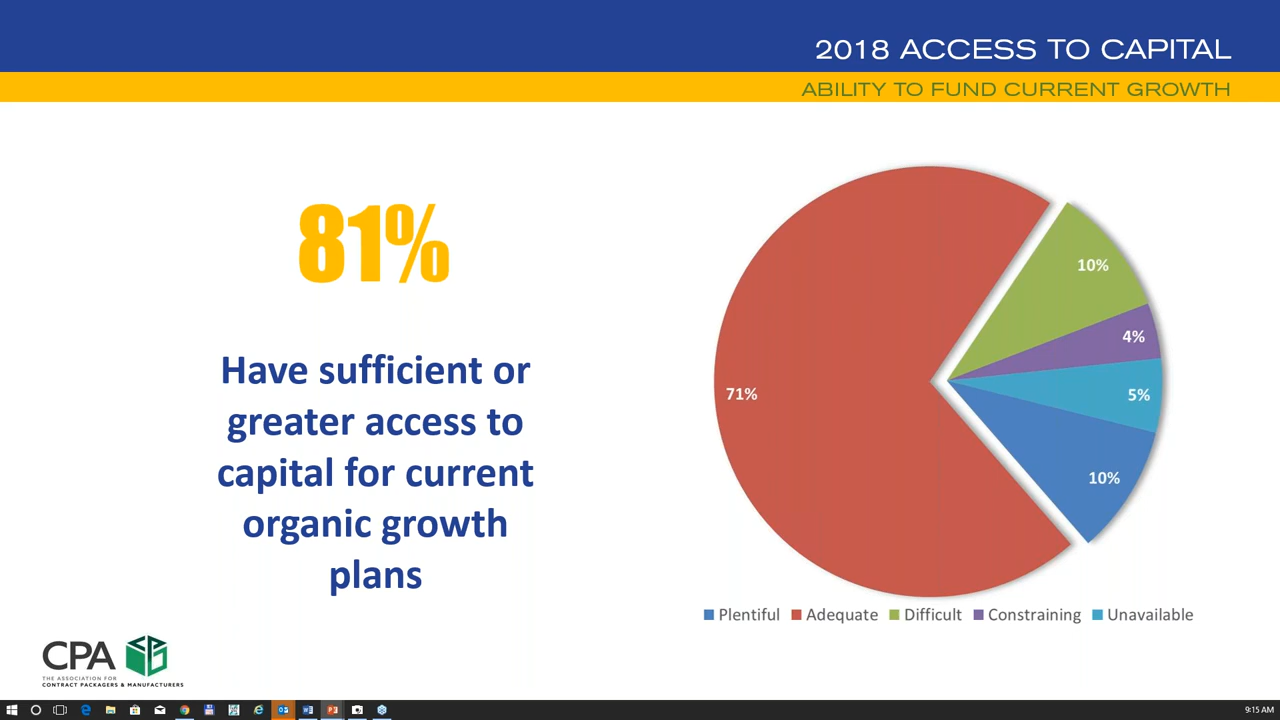 2018 ACCESS TO CAPITAL
ABILITY TO FUND CURRENT GROWTH
81%
Have sufficient or
greater access to
capital for current
organic growth
plans
10%
4%
5%
10%
71%
Plentiful Adequate Difficult Constraining Unavailable
CPA
THE ASSOCIATION FOR
CONTRACT PACKAGERS & MANUFACTURERS
9:15 AM